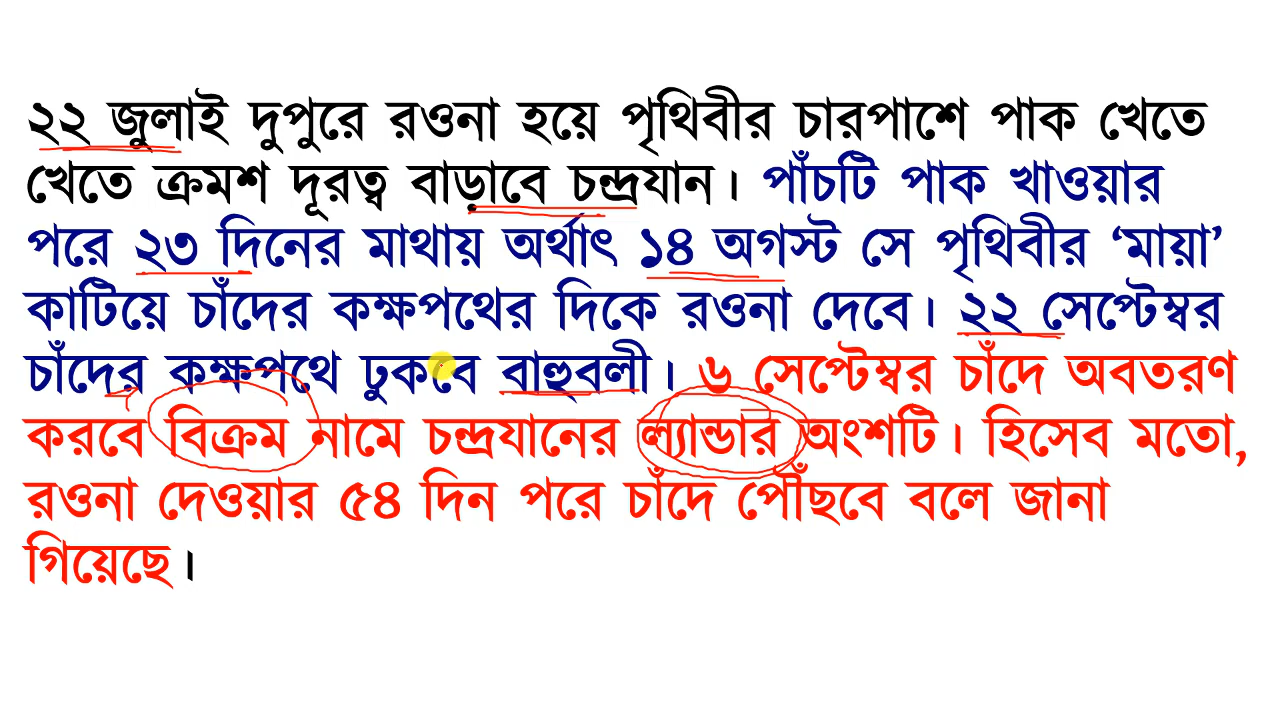 ২২ জুলাই দুপুরে রওনা হয়ে পৃথিবীর চারপাশে পাক খেতে
খেতে ক্রমশ দূরত্ব বাড়াবে চন্দ্রযান। পাঁচটি পাক খাওয়ার
পরে ২৩ দিনের মাথায় অর্থাৎ ১৪ অগস্ট সে পৃথিবীর ‘মায়া’
কাটিয়ে চাঁদের কক্ষপথের দিকে রওনা দেবে। ২২ সেপ্টেম্বর
চাঁদের কক্ষপথে ঢুকবে বাহুবলী। ৬ সেপ্টেম্বর চাঁদে অবতরণ
করবে বিক্রম নামে চন্দ্রযানের ল্যান্ডার অংশটি। হিসেব মতো,
রওনা দেওয়ার ৫৪ দিন পরে চাঁদে পৌঁছবে বলে জানা
গিয়েছে।